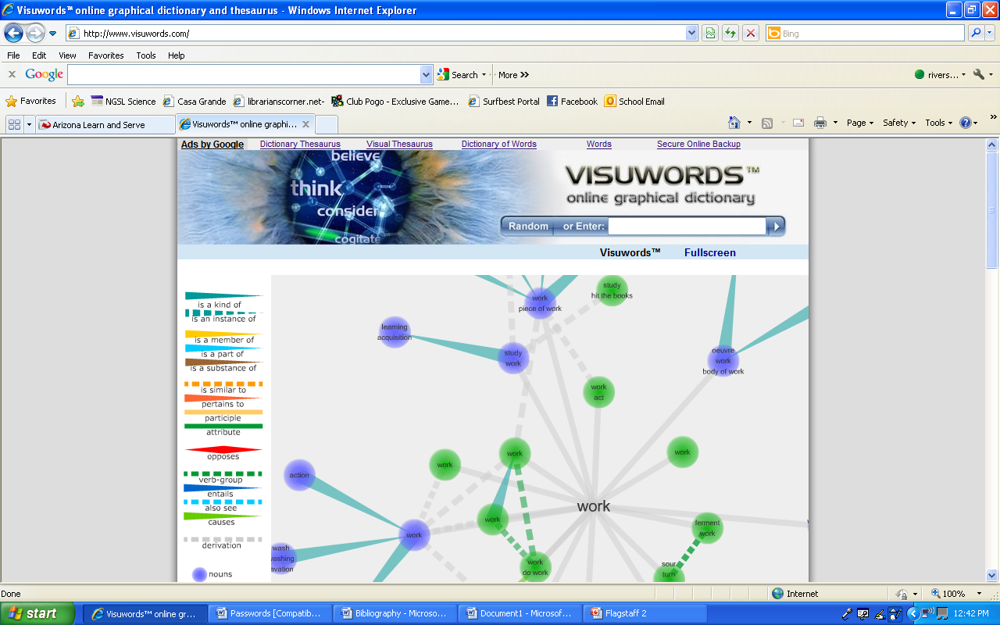 Visuwords™ online graphical dictionary and thesaurus - Windows Internet Explorer
http://www.visuwords.com/
Bing
File Edit View Favorites Tools Help
x Google Search More >>
rivers...
Favorites NGSL Science Casa Grande librarianscorner.net- Club Pogo - Exclusive Game... Surfbest Portal Facebook School Email
Arizona Learn and Serve Visuwords™ online graphi... Page Safety Tools
Ads by Google Dictionary Thesaurus Visual Thesaurus Dictionary of Words Words Secure Online Backup
believe
think
consider
cogitate
VISUWORDS™
online graphical dictionary
Random or Enter:
Visuwords™ Fullscreen
is a kind of
is an instance of
is a member of
is a part of
is a substance of
is similar to
pertains to
participle
attribute
opposes
verb-group
entails
also see
causes
derivation
nouns
study
hit the books
work
piece of work
learning
acquisition
study
work
oeuvre
work
body of work
work
act
work
work
work
action
work
work
work
ferment
work
wash
work
do work
sour
turn
Done Internet 100%
start Visuwords™ online gr... Passwords [Compatib... Bibliography - Microso... Document1 - Microsof... Flagstaff 2 12:42 PM